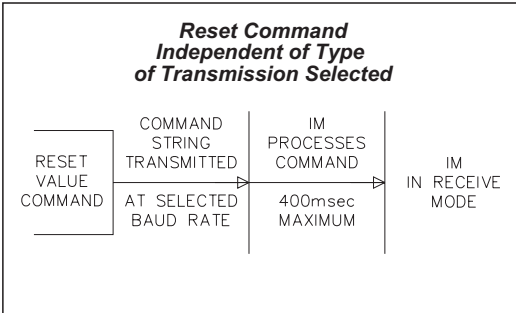 Reset Command
Independent of Type
of Transmission Selected
RESET
VALUE
COMMAND
COMMAND
STRING
TRANSMITTED
AT SELECTED
BAUD RATE
IM
PROCESSES
COMMAND
400msec
MAXIMUM
IM
IN RECEIVE
MODE